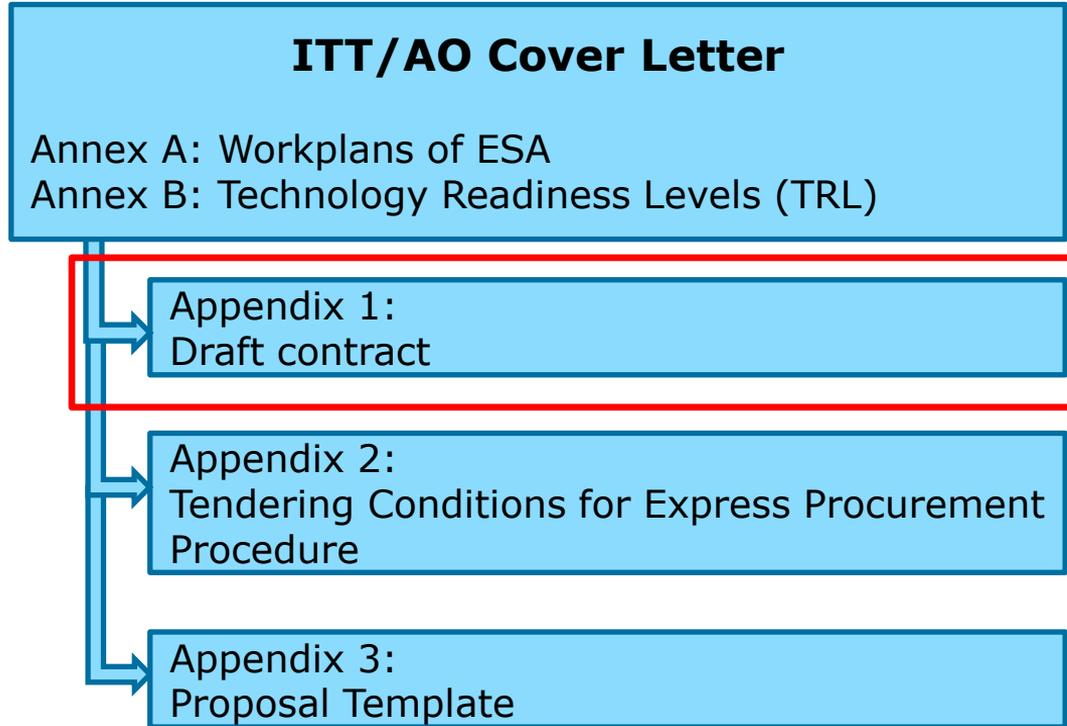 ITT/AO Cover Letter
Annex A: Workplans of ESA
Annex B: Technology Readiness Levels (TRL)
Appendix 1:
Draft contract
Appendix 2:
Tendering Conditions for Express Procurement
Procedure
Appendix 3:
Proposal Template